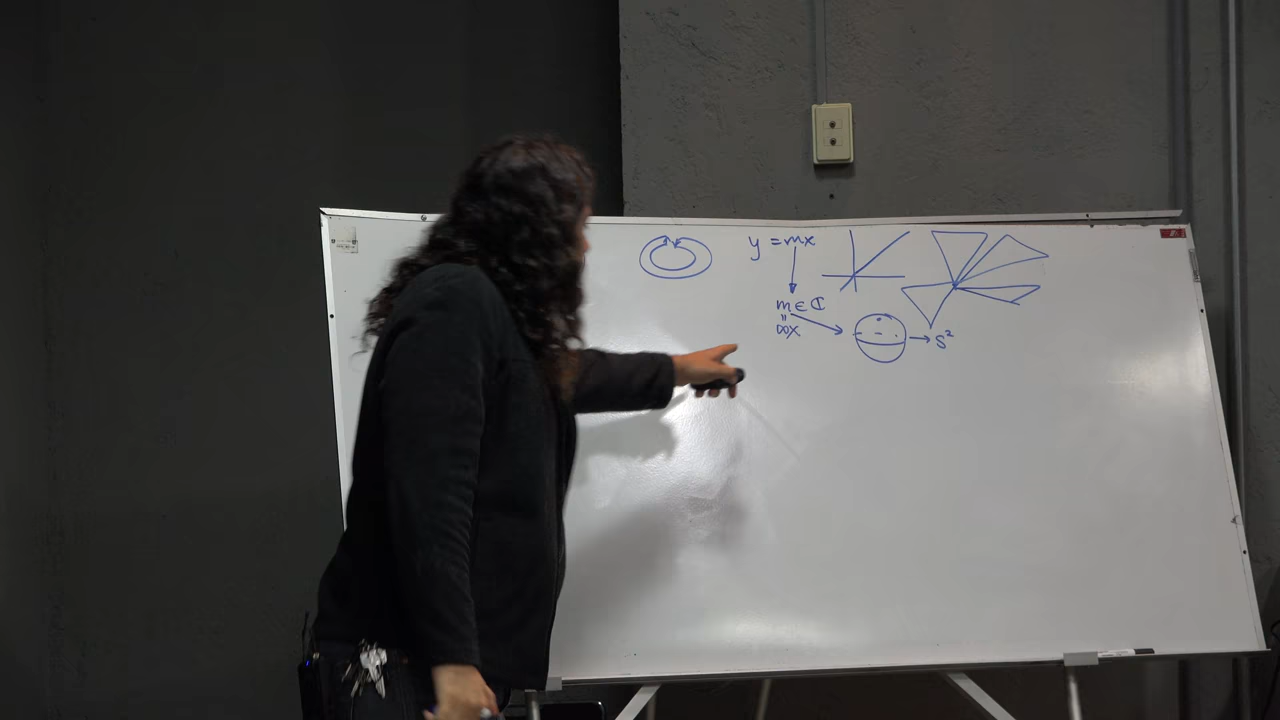 y = mx
m ∈ ℂ
=
∞
→ S²